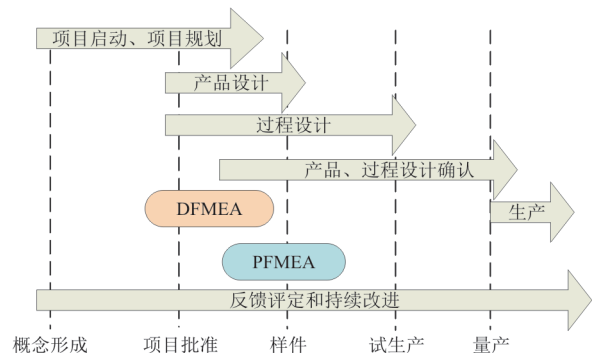 项目启动、项目规划
产品设计
过程设计
产品、过程设计确认
DFMEA
生产
PFMEA
反馈评定和持续改进
概念形成 项目批准 样件 试生产 量产